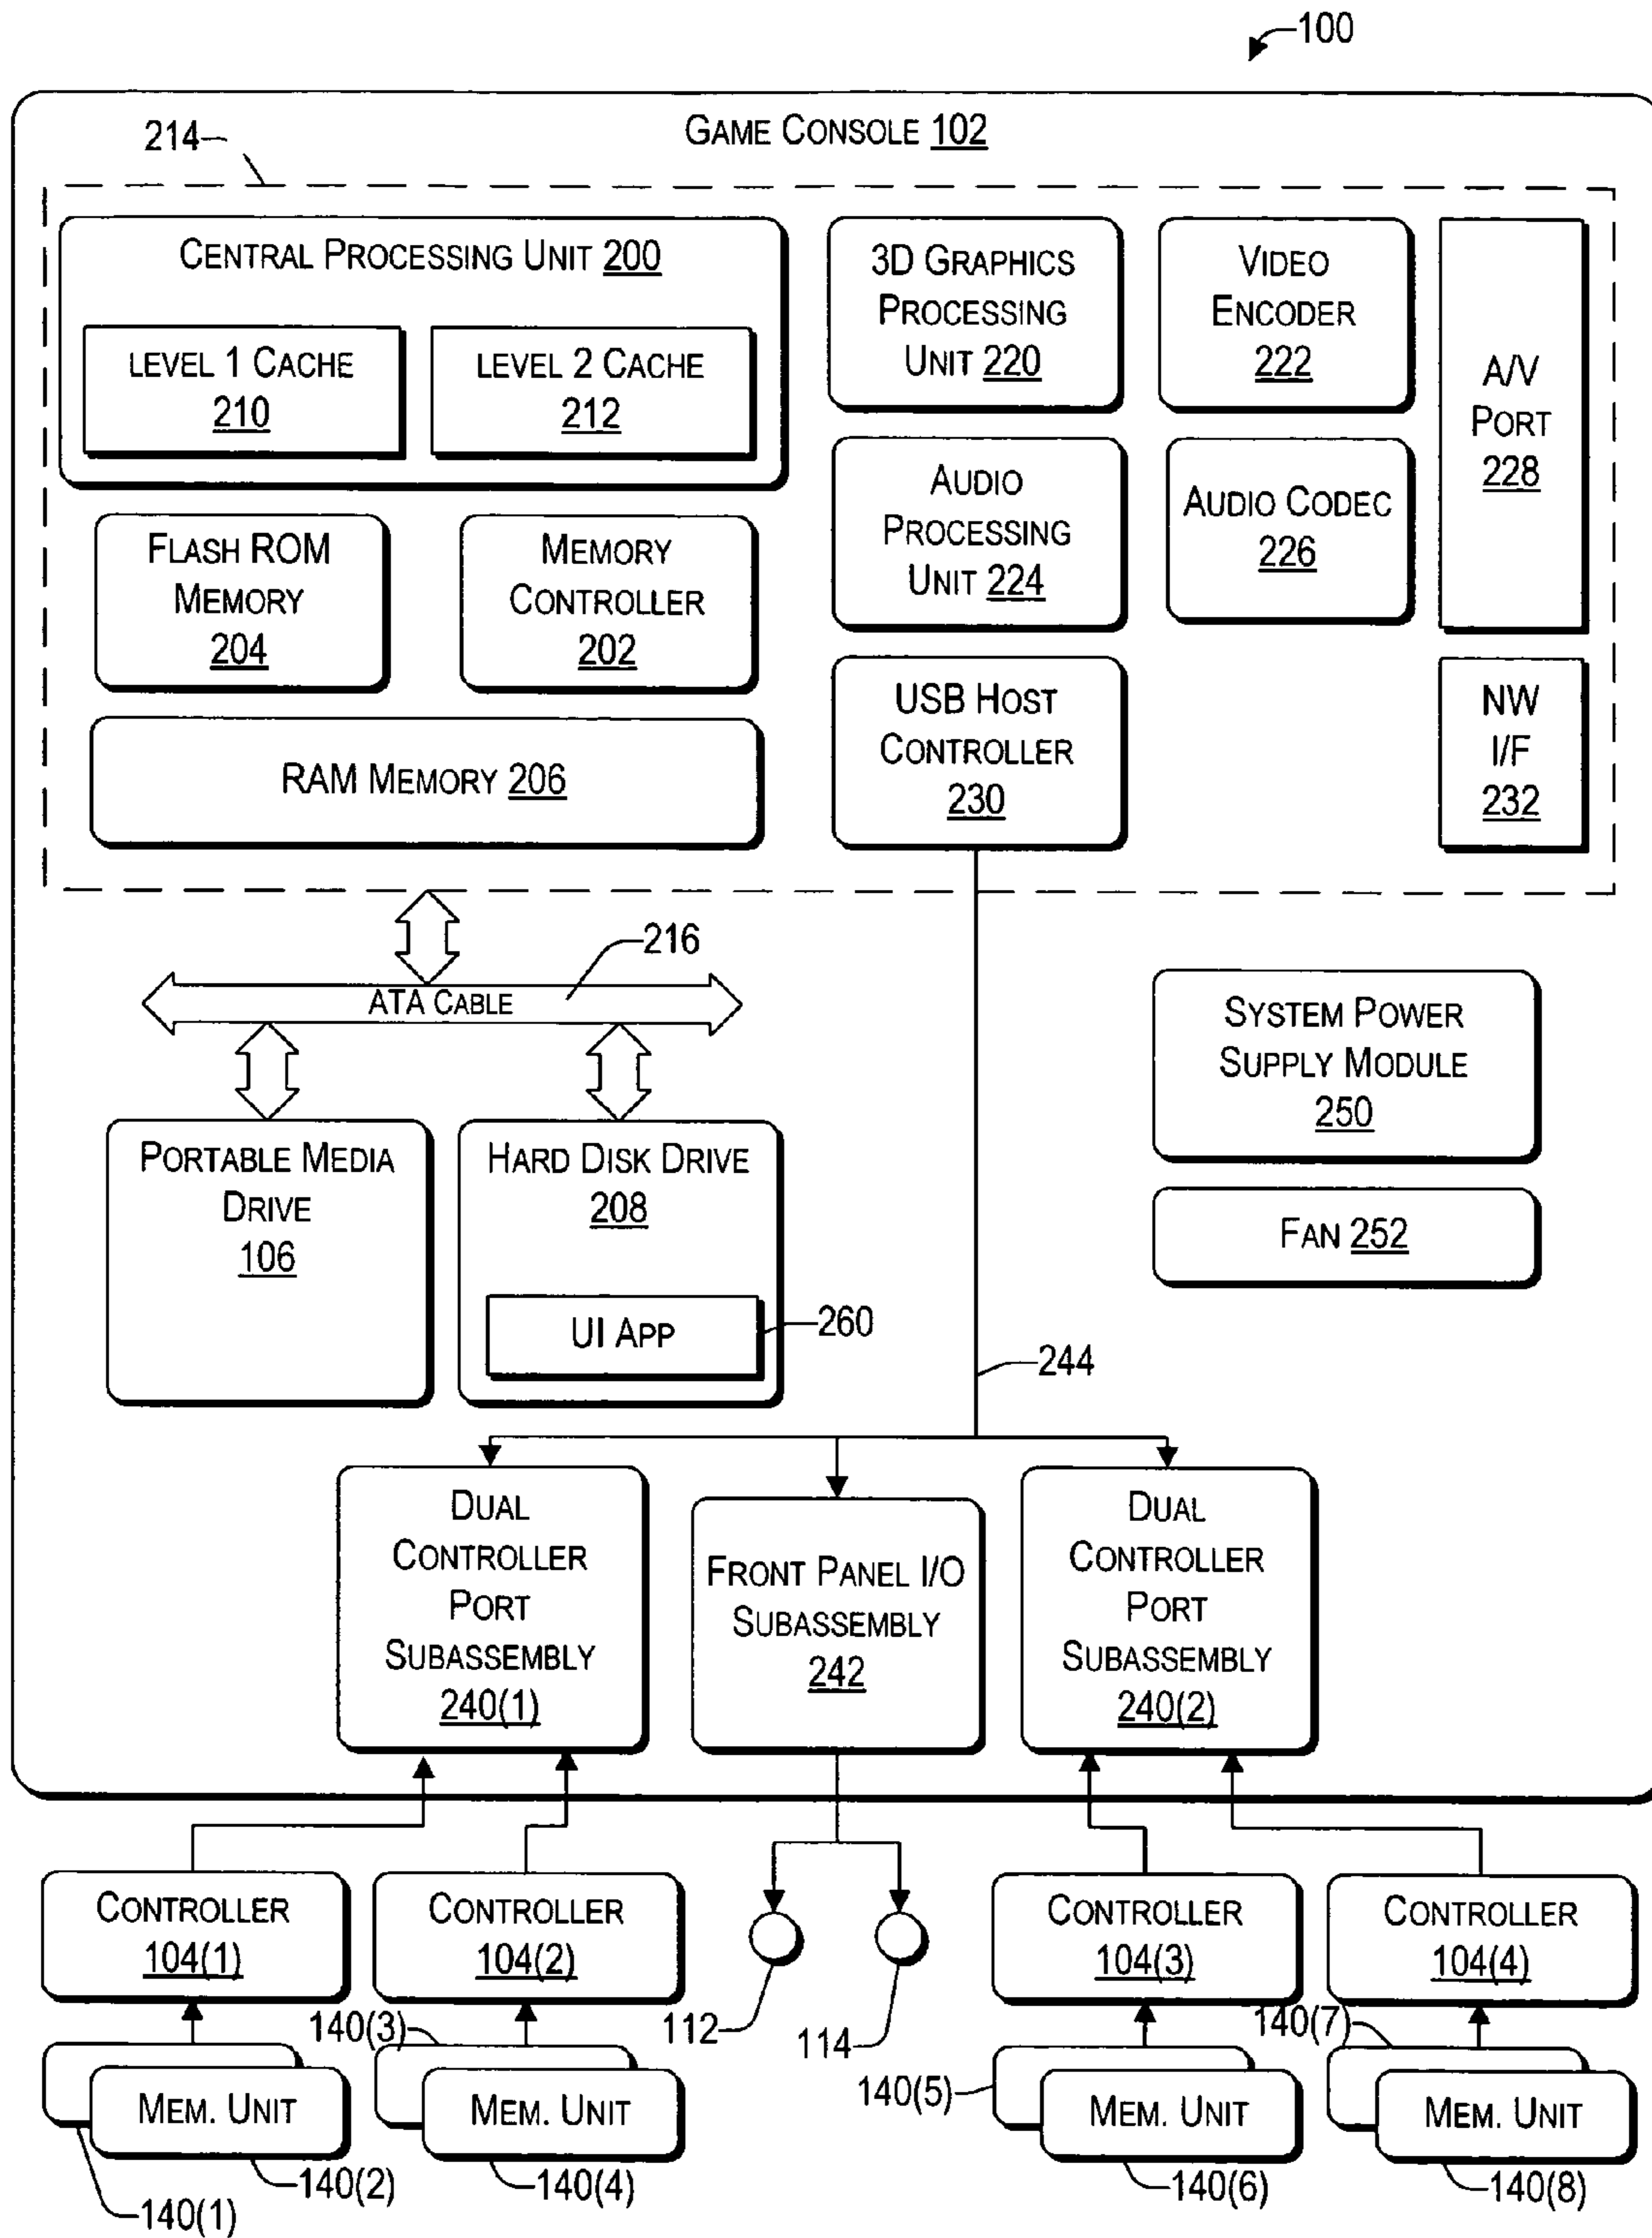 100
GAME CONSOLE 102
214
CENTRAL PROCESSING UNIT 200
LEVEL 1 CACHE
210
LEVEL 2 CACHE
212
3D GRAPHICS
PROCESSING
UNIT 220
VIDEO
ENCODER
222
A/V
PORT
228
FLASH ROM
MEMORY
204
MEMORY
CONTROLLER
202
AUDIO
PROCESSING
UNIT 224
AUDIO CODEC
226
RAM MEMORY 206
USB HOST
CONTROLLER
230
NW
I/F
232
216
ATA CABLE
SYSTEM POWER
SUPPLY MODULE
250
PORTABLE MEDIA
DRIVE
106
HARD DISK DRIVE
208
UI APP
260
FAN 252
244
DUAL
CONTROLLER
PORT
SUBASSEMBLY
240(1)
FRONT PANEL I/O
SUBASSEMBLY
242
DUAL
CONTROLLER
PORT
SUBASSEMBLY
240(2)
CONTROLLER
104(1)
CONTROLLER
104(2)
112
114
CONTROLLER
104(3)
CONTROLLER
104(4)
140(3)
140(7)
140(5)
MEM. UNIT
MEM. UNIT
MEM. UNIT
MEM. UNIT
140(1)
140(2)
140(4)
140(6)
140(8)